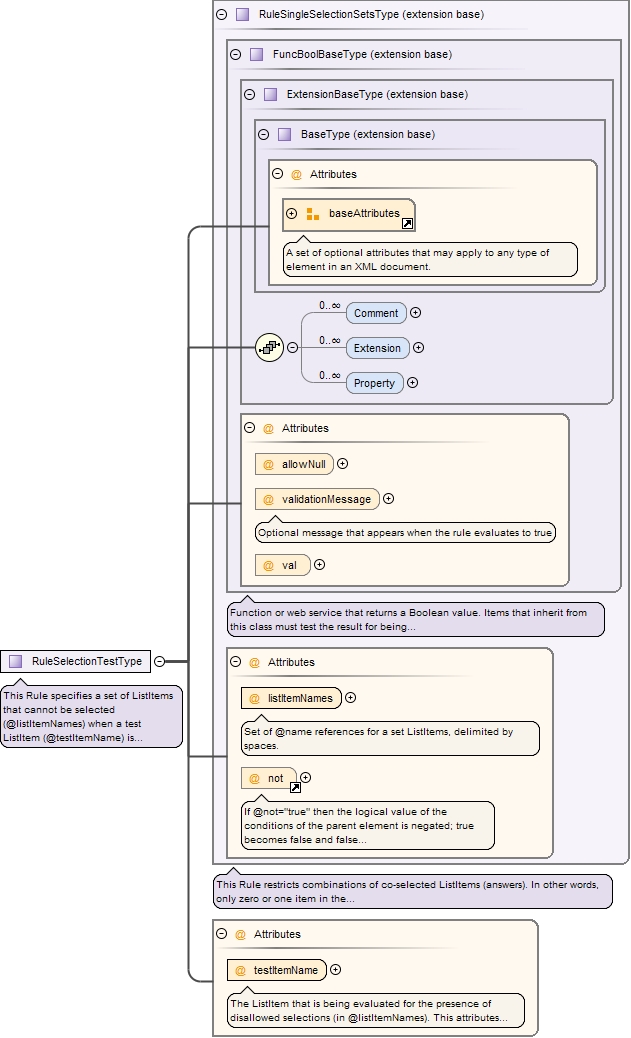 RuleSingleSelectionSetsType (extension base)
FuncBoolBaseType (extension base)
ExtensionBaseType (extension base)
BaseType (extension base)
@ Attributes
baseAttributes
A set of optional attributes that may apply to any type of
element in an XML document.
0..∞
Comment
0..∞
Extension
0..∞
Property
@ Attributes
@ allowNull
@ validationMessage
Optional message that appears when the rule evaluates to true
@ val
Function or web service that returns a Boolean value. Items that inherit from
this class must test the result for being...
RuleSelectionTestType
This Rule specifies a set of ListItems
that cannot be selected
(@listItemNames) when a test
ListItem (@testItemName) is...
@ Attributes
@ listItemNames
Set of @name references for a set ListItems, delimited by
spaces.
@ not
If @not="true" then the logical value of the
conditions of the parent element is negated; true
becomes false and false...
This Rule restricts combinations of co-selected ListItems (answers). In other words,
only zero or one item in the...
@ Attributes
@ testItemName
The ListItem that is being evaluated for the presence of
disallowed selections (in @listItemNames). This attributes...